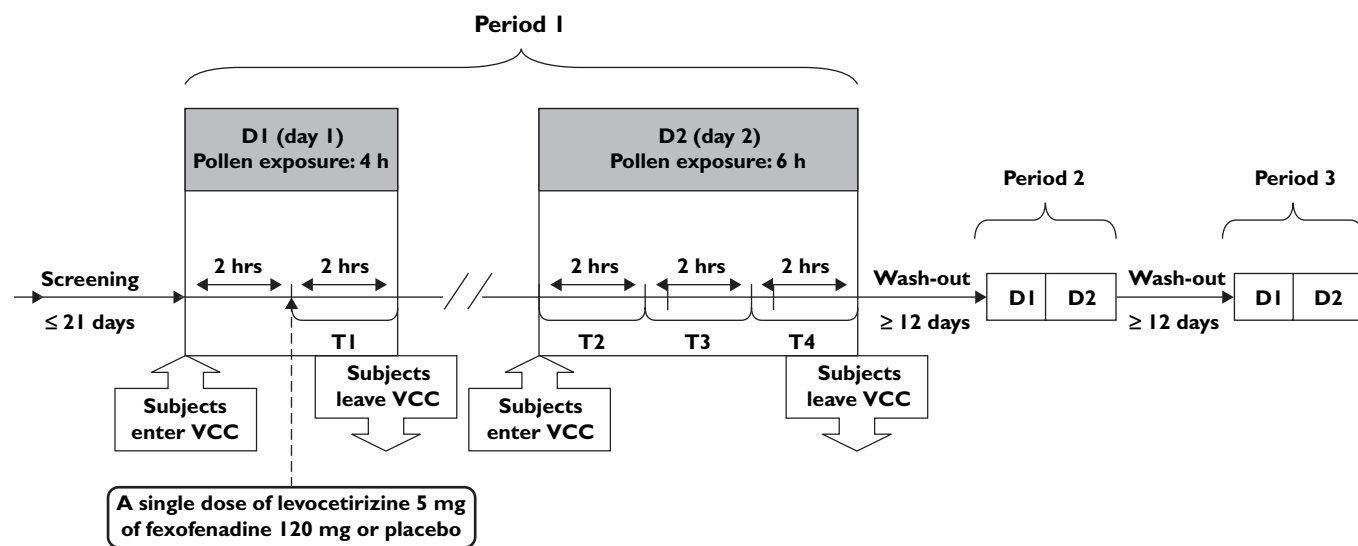 Period 1
D1 (day 1)
Pollen exposure: 4 h
D2 (day 2)
Pollen exposure: 6 h
Period 2
Period 3
Screening
≤ 21 days
2 hrs
2 hrs
2 hrs
2 hrs
2 hrs
Wash-out
≥ 12 days
D1
D2
Wash-out
≥ 12 days
D1
D2
T1
T2
T3
T4
Subjects
enter VCC
Subjects
leave VCC
Subjects
enter VCC
Subjects
leave VCC
A single dose of levocetirizine 5 mg
of fexofenadine 120 mg or placebo